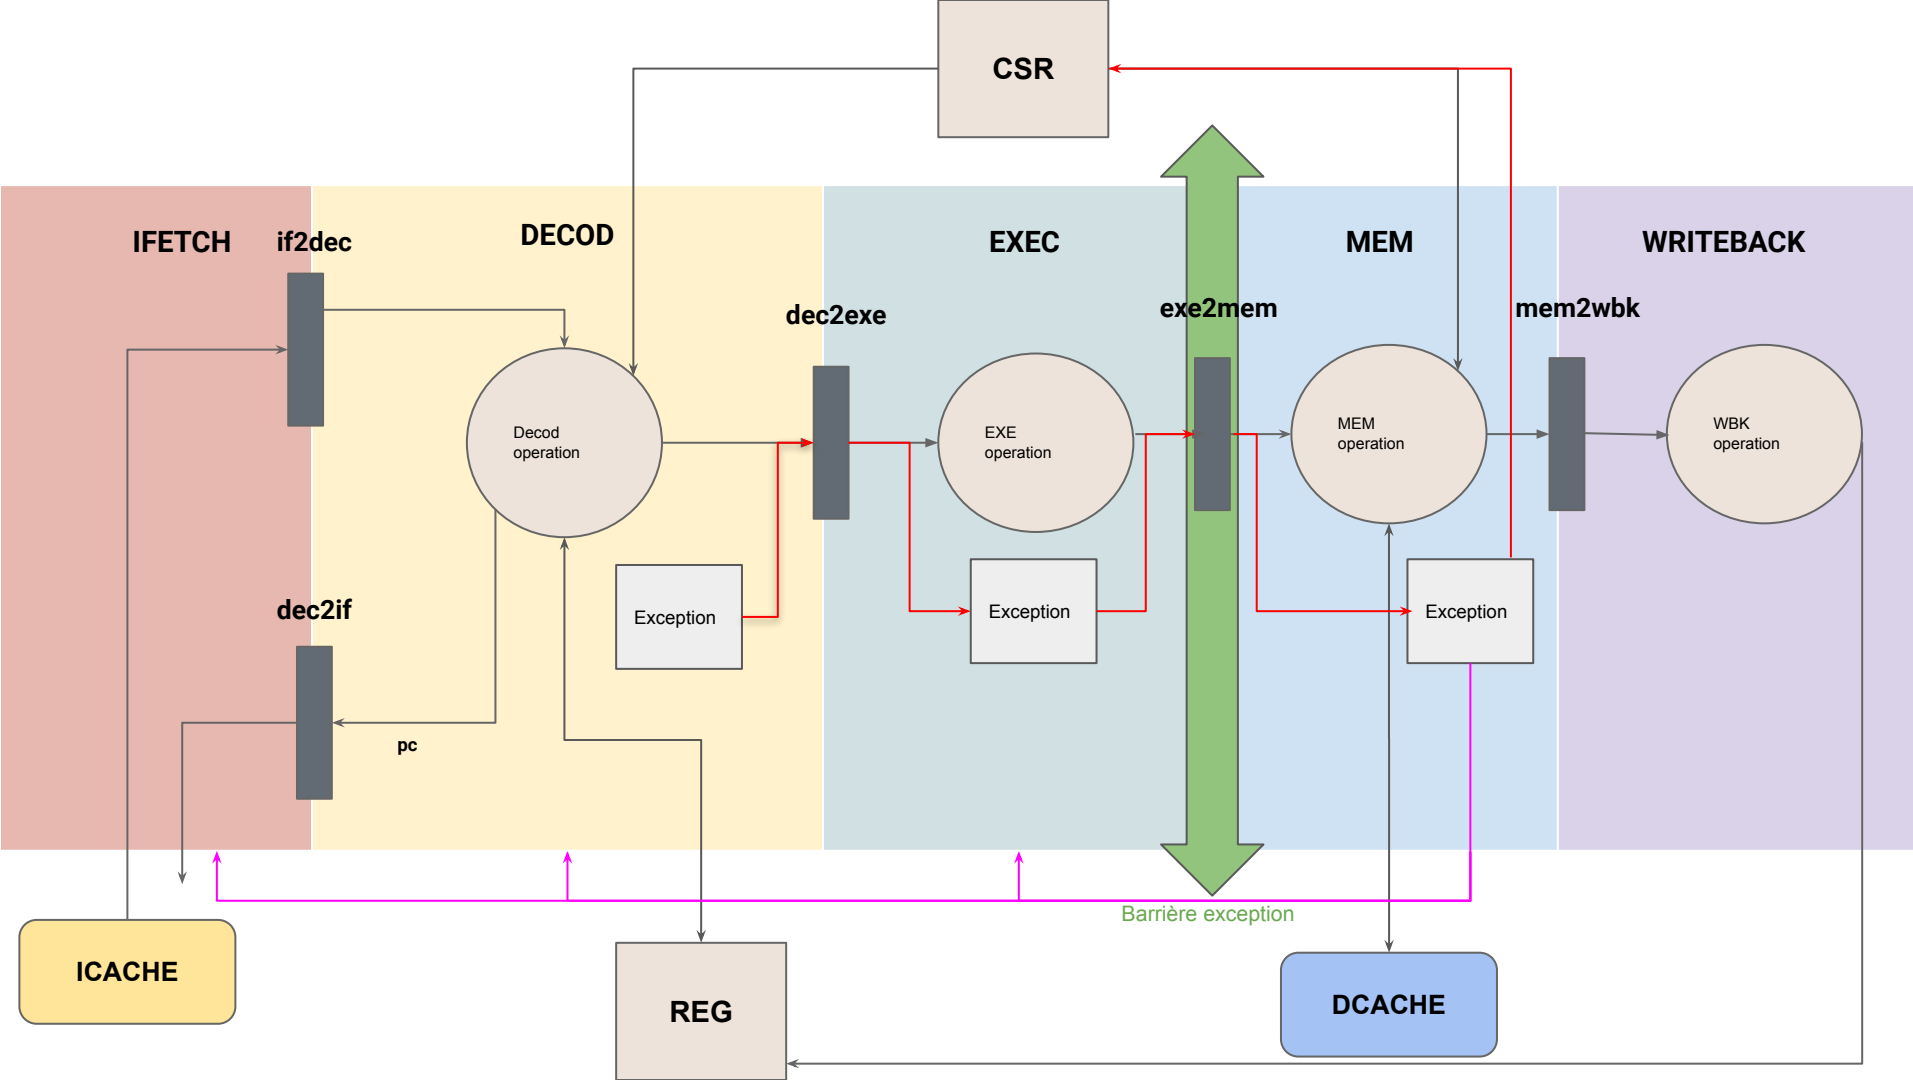 CSR
IFETCH
if2dec
DECOD
EXEC
MEM
WRITEBACK
dec2exe
exe2mem
mem2wbk
Decod
operation
EXE
operation
MEM
operation
WBK
operation
dec2if
Exception
Exception
Exception
pc
Barrière exception
ICACHE
REG
DCACHE